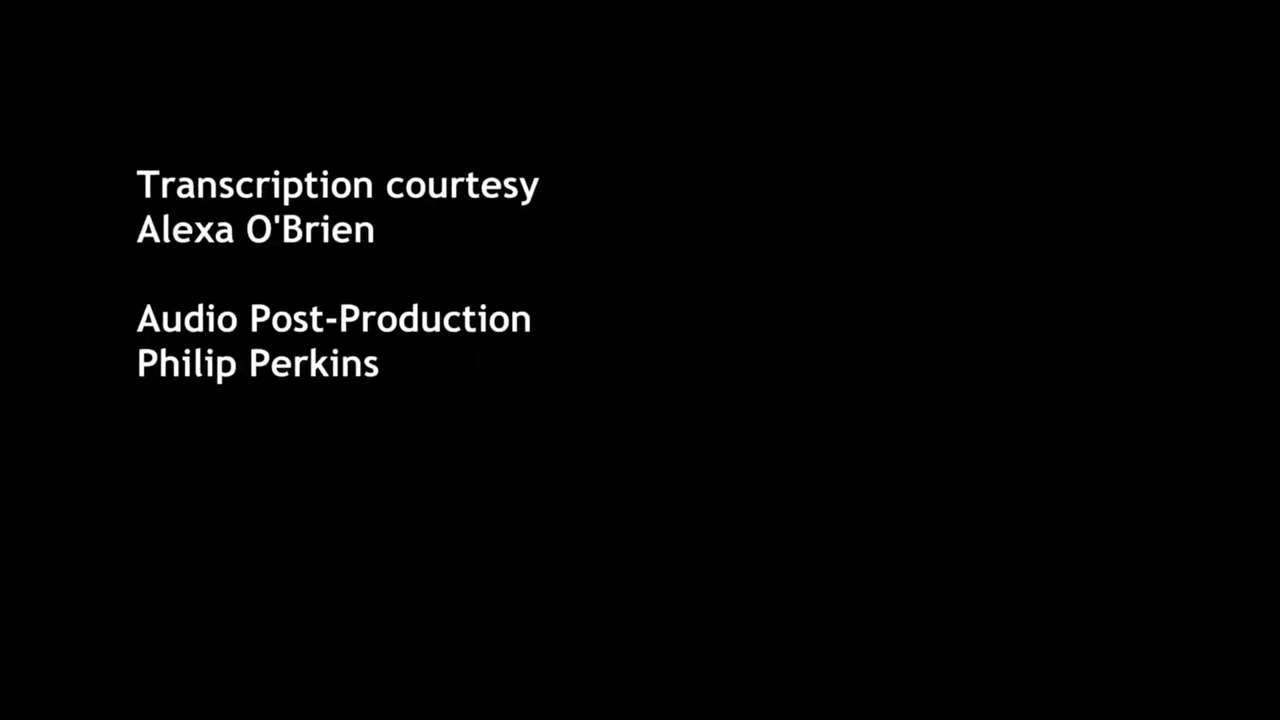 Transcription courtesy
Alexa O'Brien
Audio Post-Production
Philip Perkins